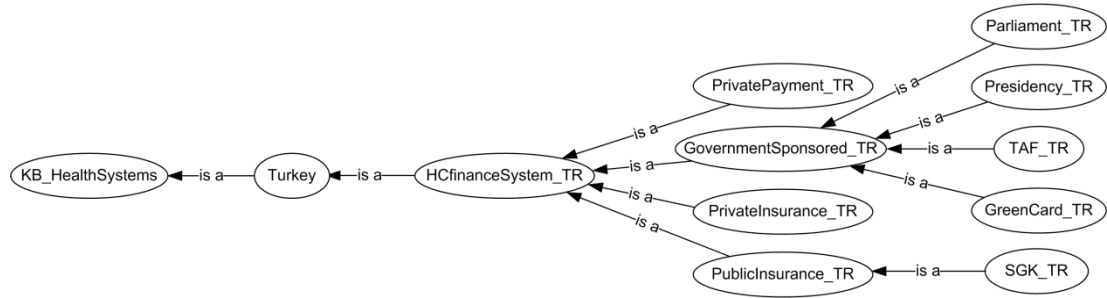 Parliament_TR
PrivatePayment_TR
is a
Presidency_TR
is a
is a
KB_HealthSystems
is a
Turkey
is a
HCfinanceSystem_TR
is a
GovernmentSponsored_TR
is a
TAF_TR
is a
PrivateInsurance_TR
is a
GreenCard_TR
is a
PublicInsurance_TR
is a
SGK_TR